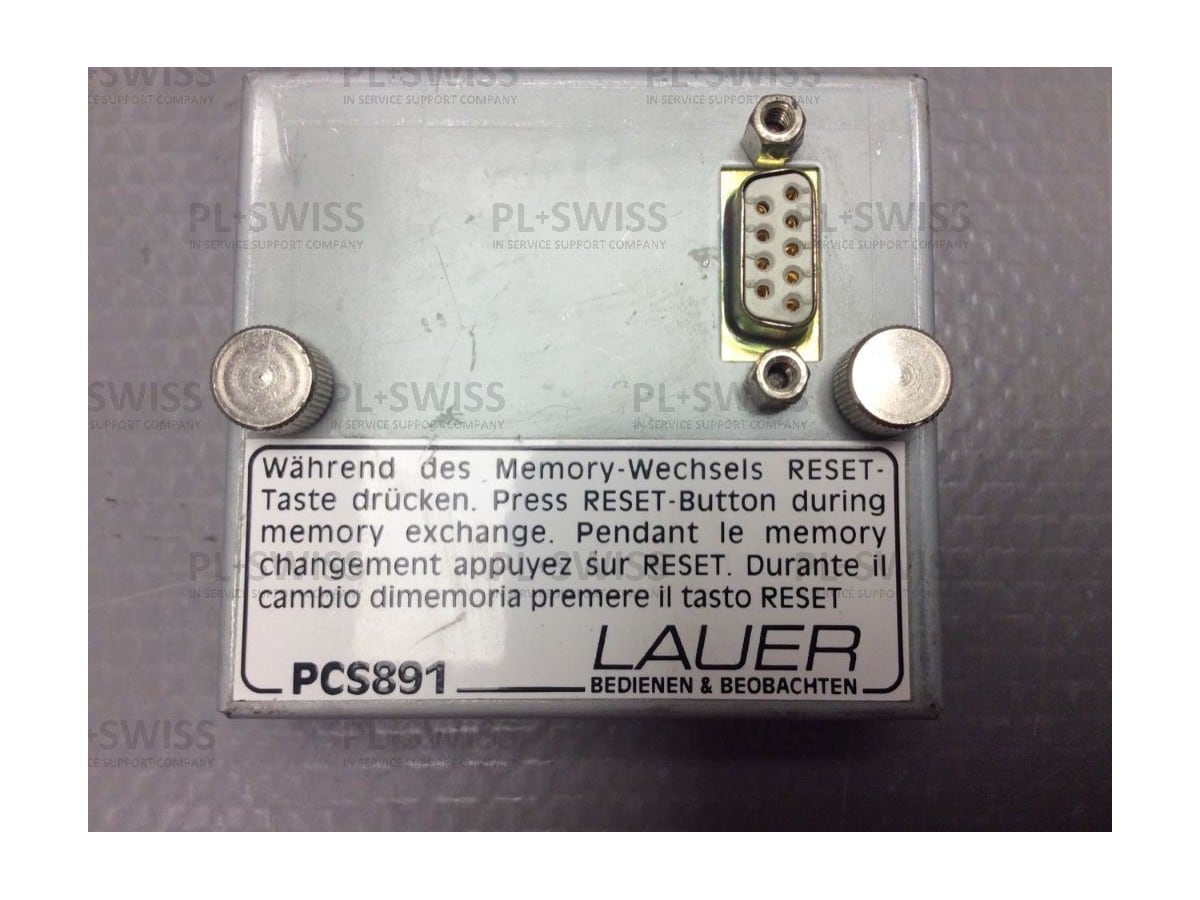 PL+SWISS
IN SERVICE SUPPORT COMPANY
Während des Memory-Wechsels RESET-
Taste drücken. Press RESET-Button during
memory exchange. Pendant le memory
changement appuyez sur RESET. Durante il
cambio dimemoria premere il tasto RESET
LAUER
PCS891
BEDIENEN & BEOBACHTEN